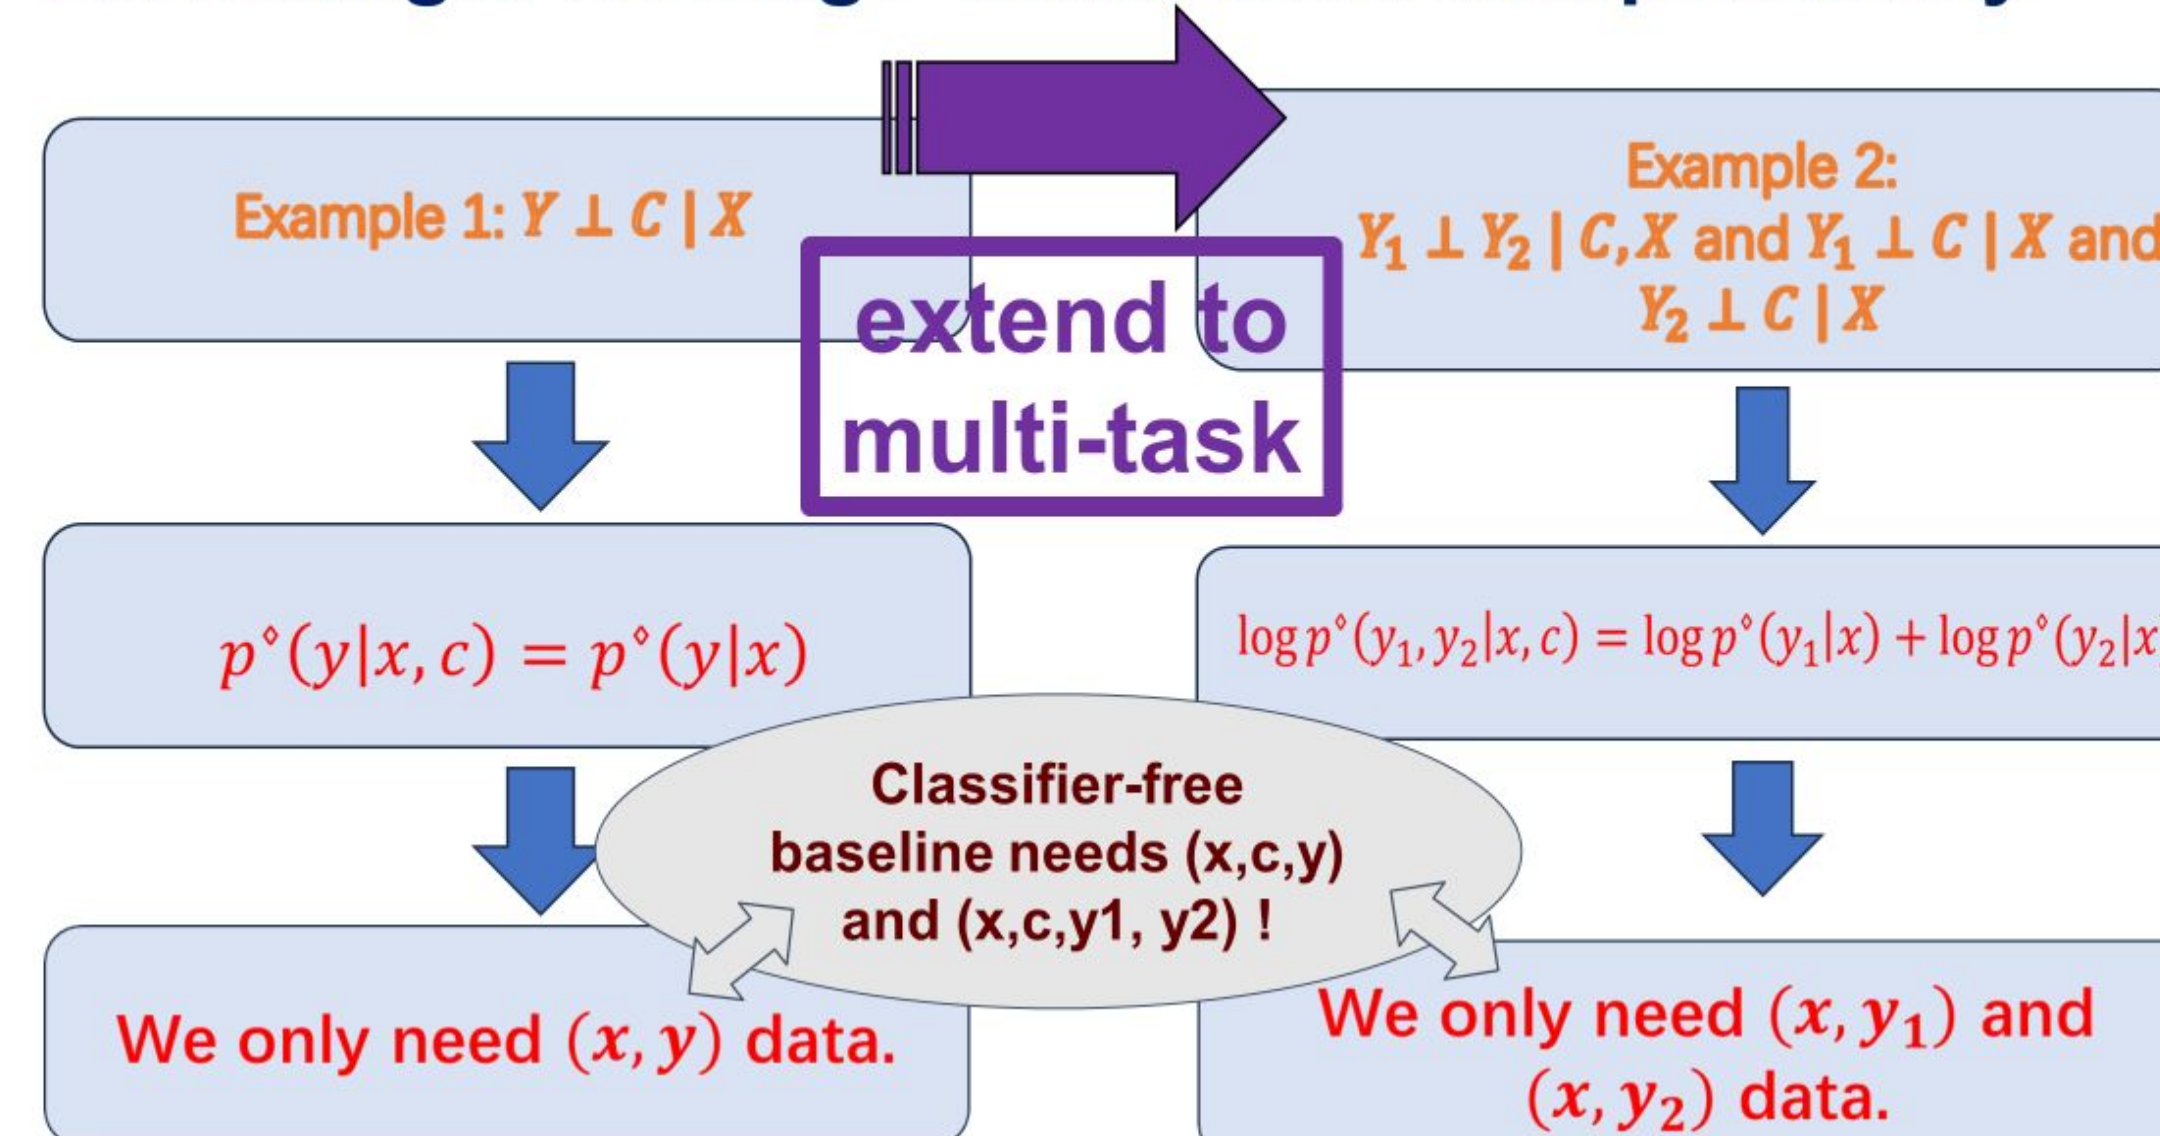 Example 1: Y ⊥ C | X
extend to
multi-task
Example 2:
Y₁ ⊥ Y₂ | C, X and Y₁ ⊥ C | X and
Y₂ ⊥ C | X
p°(y|x, c) = p°(y|x)
log p°(y₁, y₂|x, c) = log p°(y₁|x) + log p°(y₂|x
Classifier-free
baseline needs (x,c,y)
and (x,c,y1, y2) !
We only need (x, y) data.
We only need (x, y₁) and
(x, y₂) data.